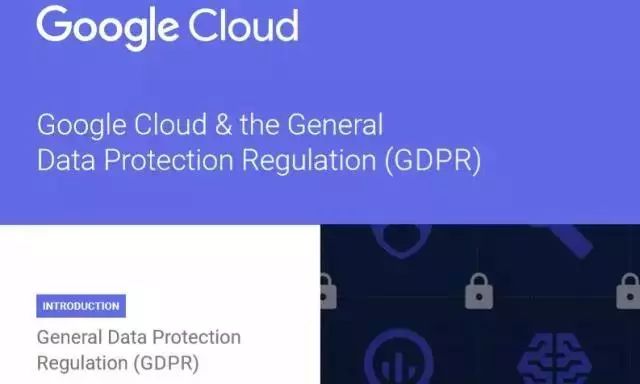 Google Cloud
Google Cloud & the General
Data Protection Regulation (GDPR)
INTRODUCTION
General Data Protection
Regulation (GDPR)